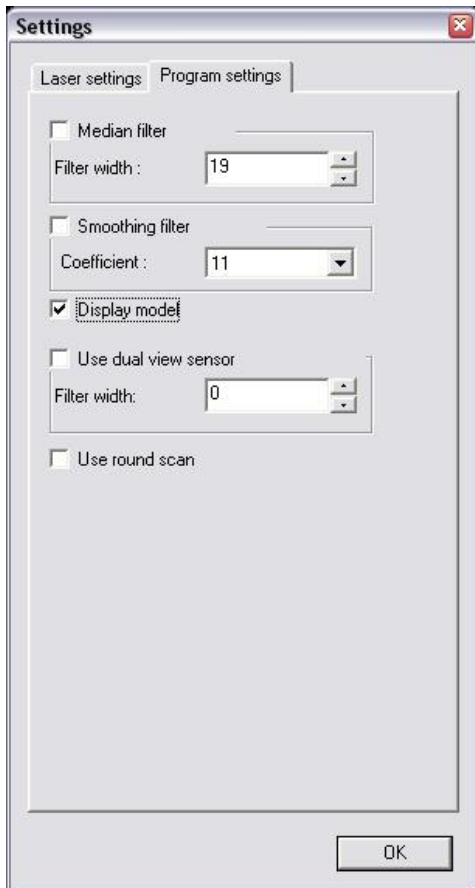 Settings
Laser settings Program settings
Median filter
Filter width : 19
Smoothing filter
Coefficient : 11
Display model
Use dual view sensor
Filter width: 0
Use round scan
OK